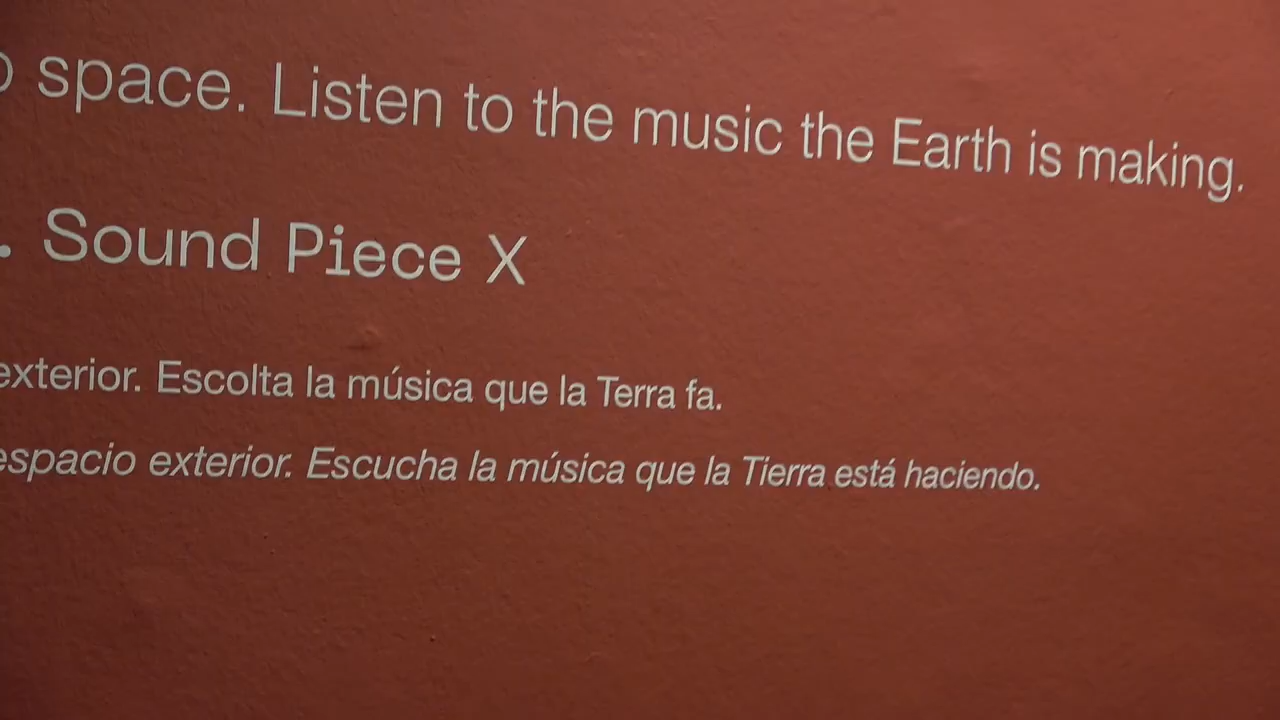 space. Listen to the music the Earth is making.
. Sound Piece X
exterior. Escolta la música que la Terra fa.
espacio exterior. Escucha la música que la Tierra está haciendo.